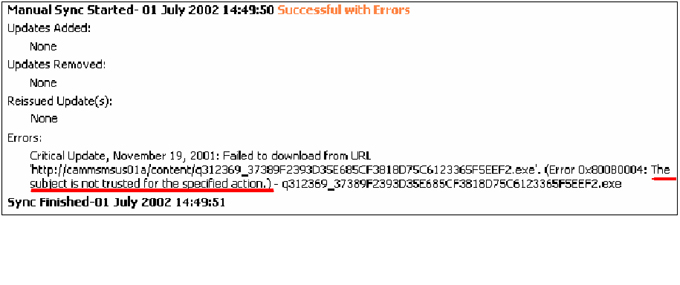 Manual Sync Started- 01 July 2002 14:49:50 Successful with Errors
Updates Added:
None
Updates Removed:
None
Reissued Update(s):
None
Errors:
Critical Update, November 19, 2001: Failed to download from URL
'http://cammsmsus01a/content/q312369_37389F2393D35E685CF3818D75C6123365F5EEF2.exe'. (Error 0x800B0004: The
subject is not trusted for the specified action.) - q312369_37389F2393D35E685CF3818D75C6123365F5EEF2.exe
Sync Finished-01 July 2002 14:49:51